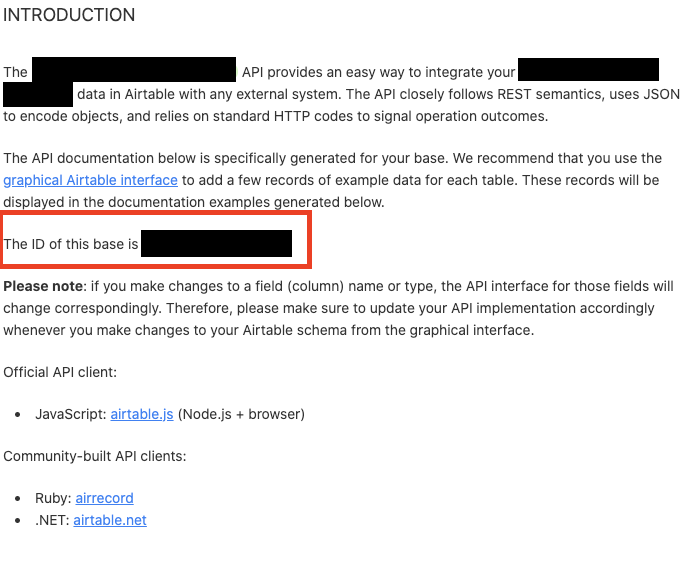 INTRODUCTION
The API provides an easy way to integrate your
data in Airtable with any external system. The API closely follows REST semantics, uses JSON
to encode objects, and relies on standard HTTP codes to signal operation outcomes.
The API documentation below is specifically generated for your base. We recommend that you use the
graphical Airtable interface to add a few records of example data for each table. These records will be
displayed in the documentation examples generated below.
The ID of this base is
Please note: if you make changes to a field (column) name or type, the API interface for those fields will
change correspondingly. Therefore, please make sure to update your API implementation accordingly
whenever you make changes to your Airtable schema from the graphical interface.
Official API client:
• JavaScript: airtable.js (Node.js + browser)
Community-built API clients:
• Ruby: airrecord
• .NET: airtable.net